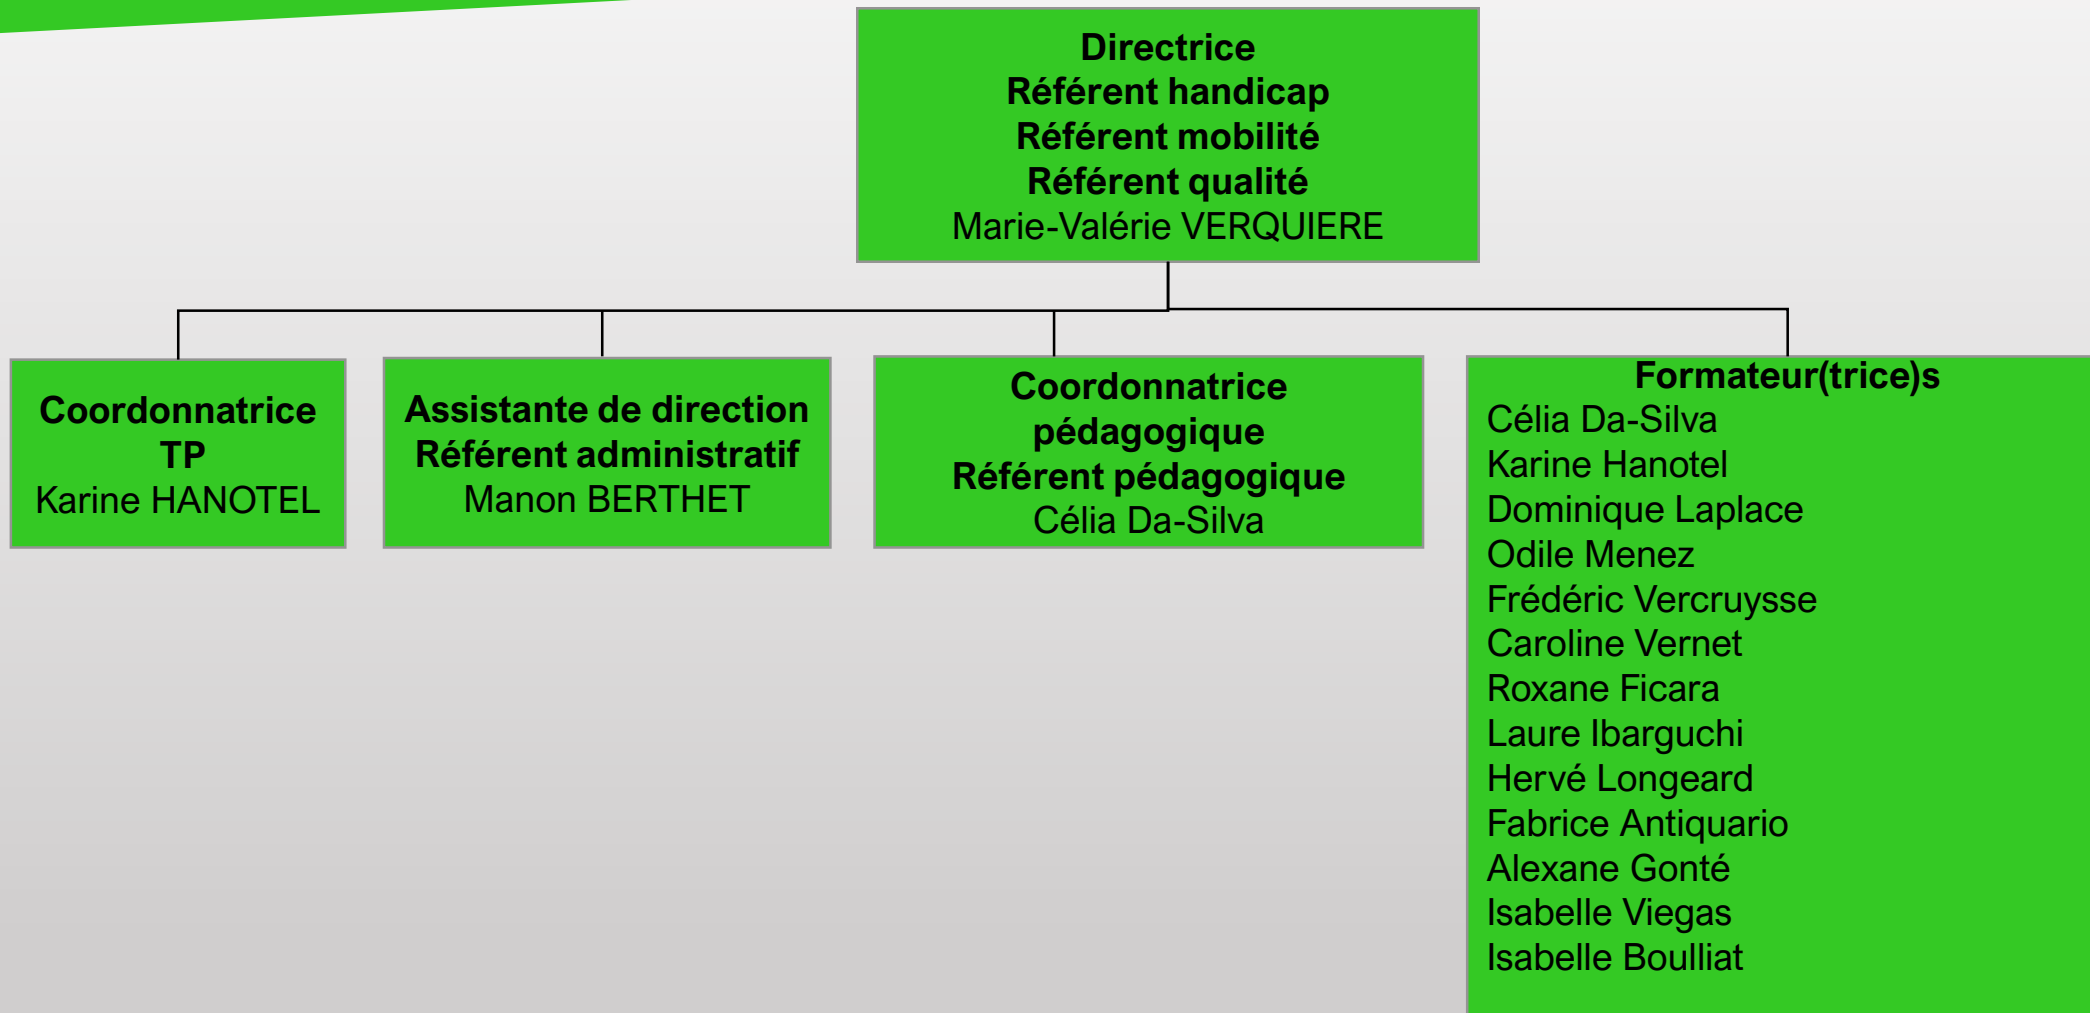 Directrice
Référent handicap
Référent mobilité
Référent qualité
Marie-Valérie VERQUIERE
Coordonnatrice
TP
Karine HANOTEL
Assistante de direction
Référent administratif
Manon BERTHET
Coordonnatrice
pédagogique
Référent pédagogique
Célia Da-Silva
Formateur(trice)s
Célia Da-Silva
Karine Hanotel
Dominique Laplace
Odile Menez
Frédéric Vercruysse
Caroline Vernet
Roxane Ficara
Laure Ibarguchi
Hervé Longeard
Fabrice Antiquario
Alexane Gonté
Isabelle Viegas
Isabelle Boulliat